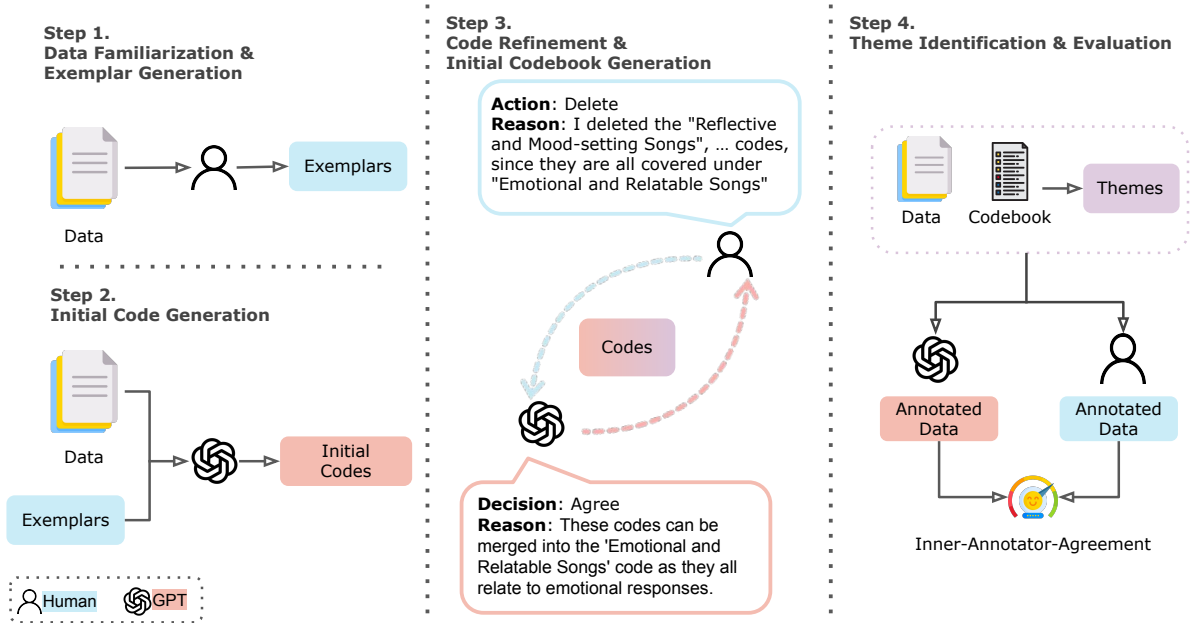 Step 1.
Data Familiarization &
Exemplar Generation
Data
Exemplars
Step 2.
Initial Code Generation
Data
Exemplars
Initial
Codes
Human
GPT
Step 3.
Code Refinement &
Initial Codebook Generation
Action: Delete
Reason: I deleted the "Reflective
and Mood-setting Songs", ... codes,
since they are all covered under
"Emotional and Relatable Songs"
Codes
Decision: Agree
Reason: These codes can be
merged into the 'Emotional and
Relatable Songs' code as they all
relate to emotional responses.
Step 4.
Theme Identification & Evaluation
Data
Codebook
Themes
Annotated
Data
Annotated
Data
Inner-Annotator-Agreement